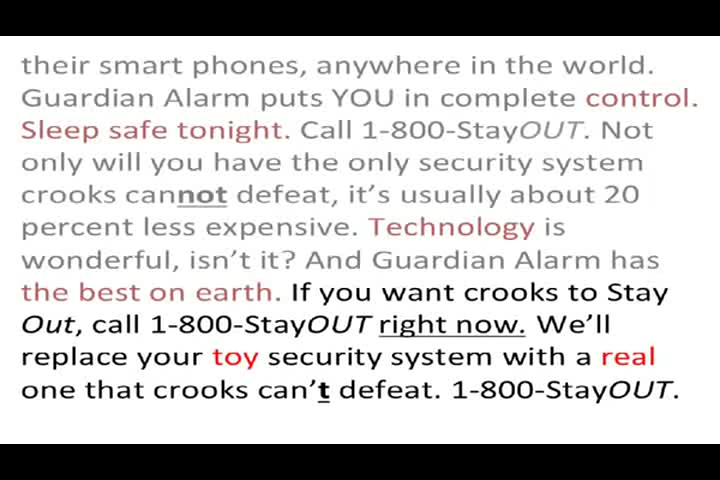 their smart phones, anywhere in the world.
Guardian Alarm puts YOU in complete control.
Sleep safe tonight. Call 1-800-StayOUT. Not
only will you have the only security system
crooks cannot defeat, it’s usually about 20
percent less expensive. Technology is
wonderful, isn’t it? And Guardian Alarm has
the best on earth. If you want crooks to Stay
Out, call 1-800-StayOUT right now. We’ll
replace your toy security system with a real
one that crooks can’t defeat. 1-800-StayOUT.